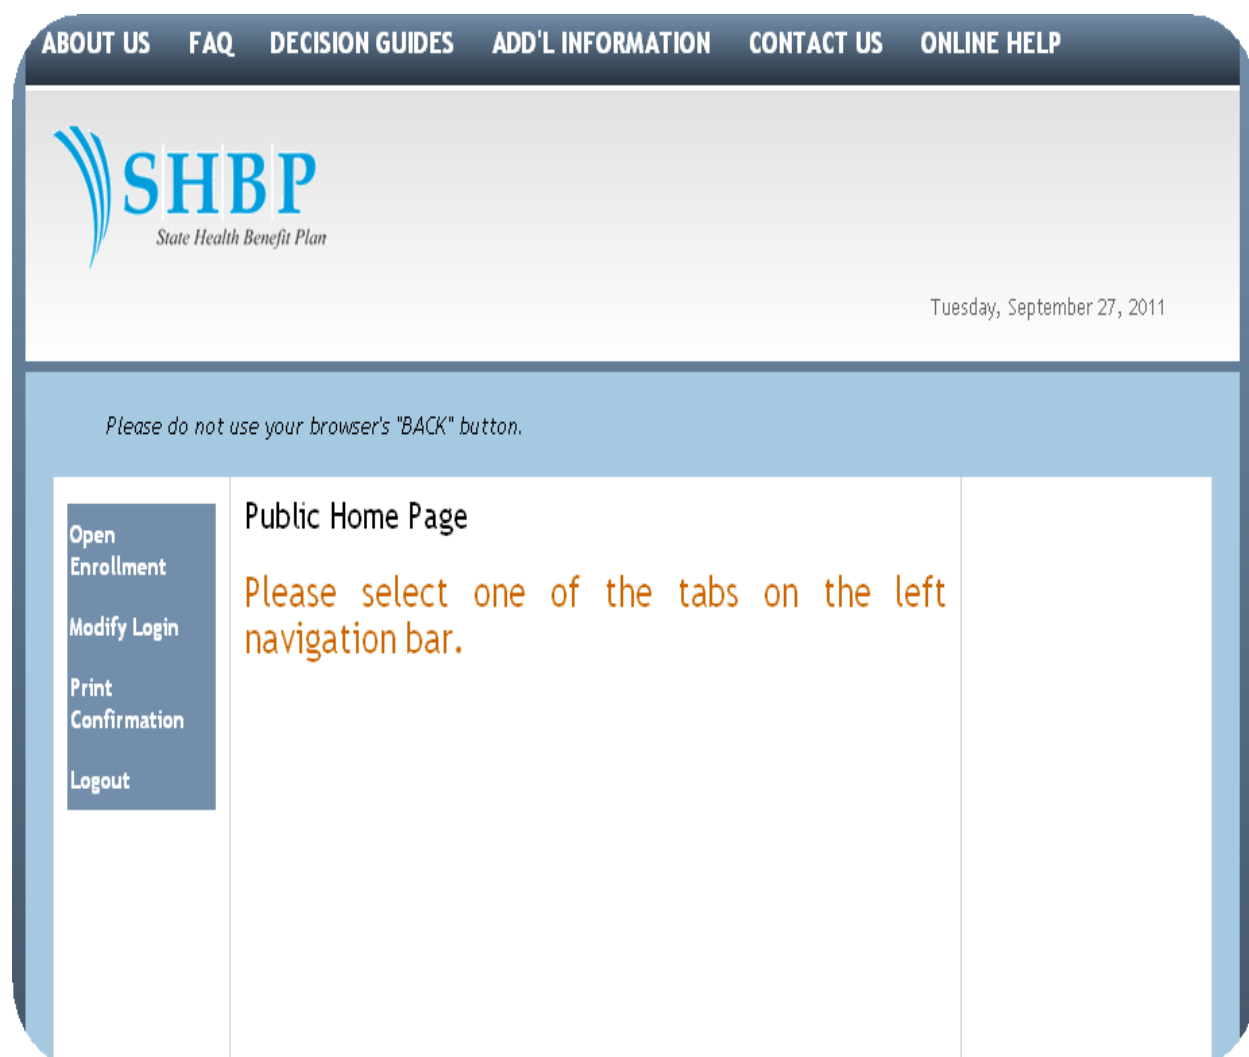 ABOUT US FAQ DECISION GUIDES ADD'L INFORMATION CONTACT US ONLINE HELP
SHBP
State Health Benefit Plan
Tuesday, September 27, 2011
Please do not use your browser's "BACK" button.
Open
Enrollment
Modify Login
Print
Confirmation
Logout
Public Home Page
Please select one of the tabs on the left
navigation bar.